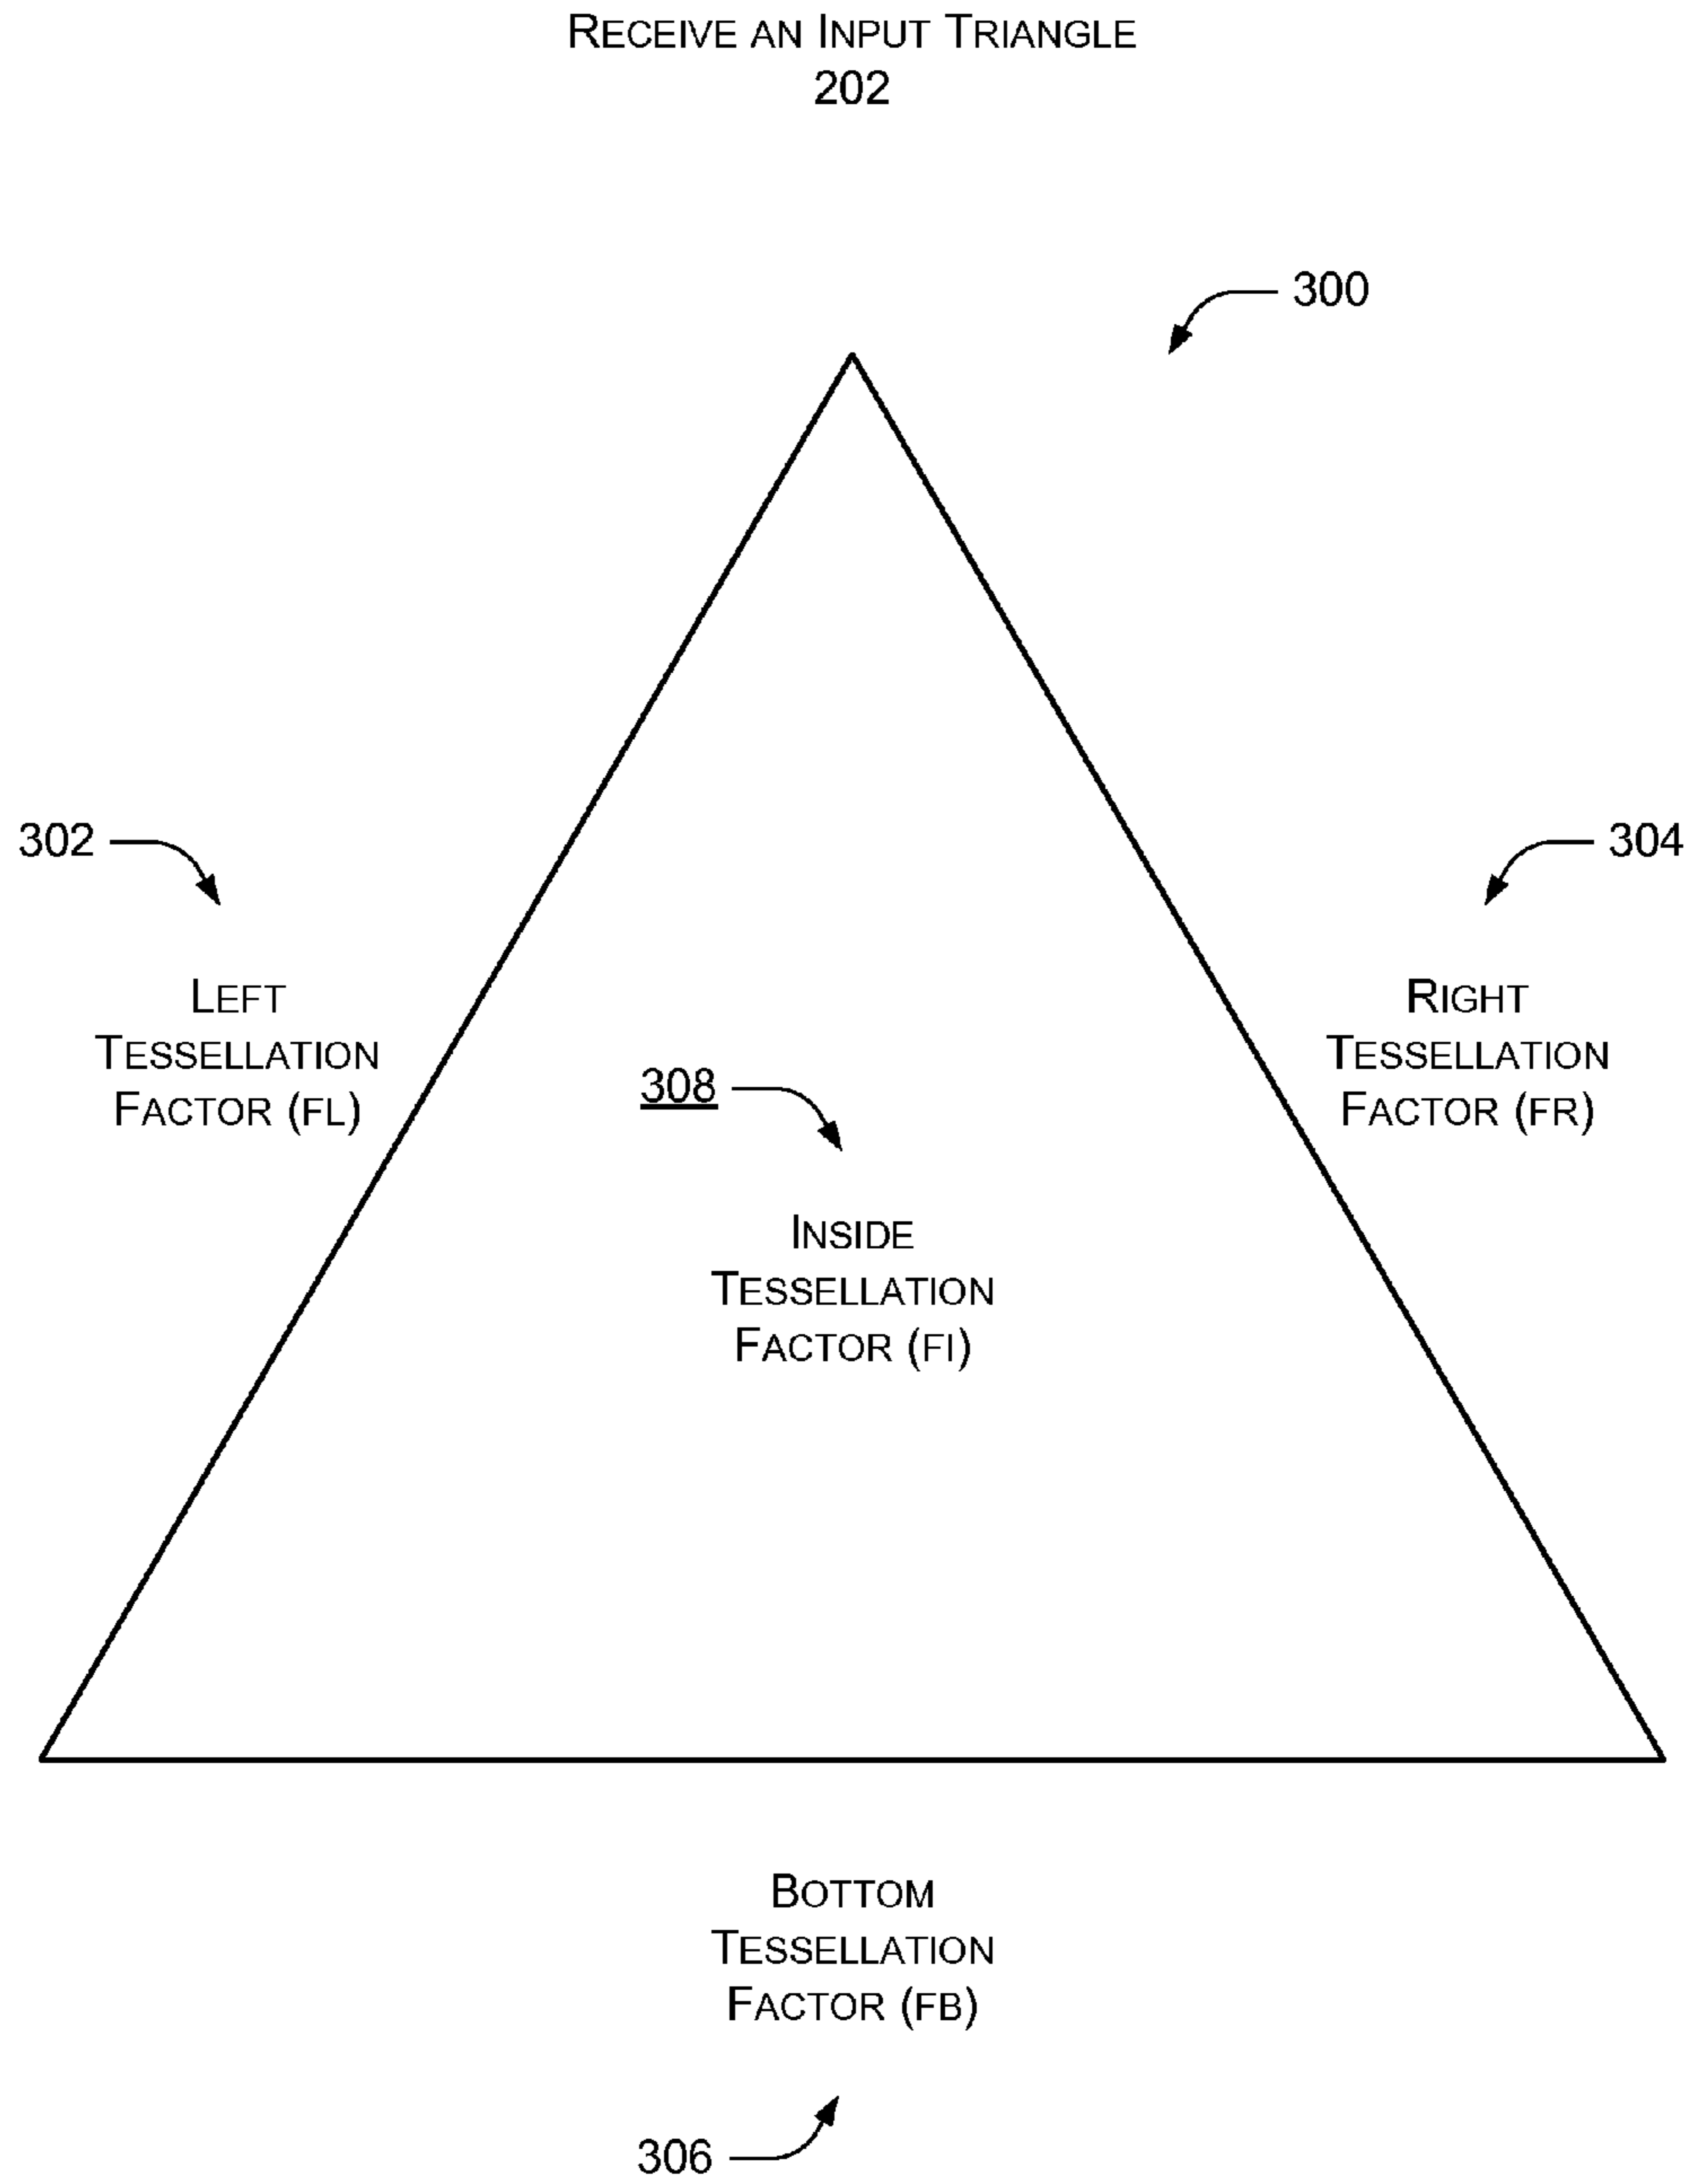 RECEIVE AN INPUT TRIANGLE
202
300
302
304
LEFT
TESSELLATION
FACTOR (FL)
RIGHT
TESSELLATION
FACTOR (FR)
308
INSIDE
TESSELLATION
FACTOR (FI)
BOTTOM
TESSELLATION
FACTOR (FB)
306